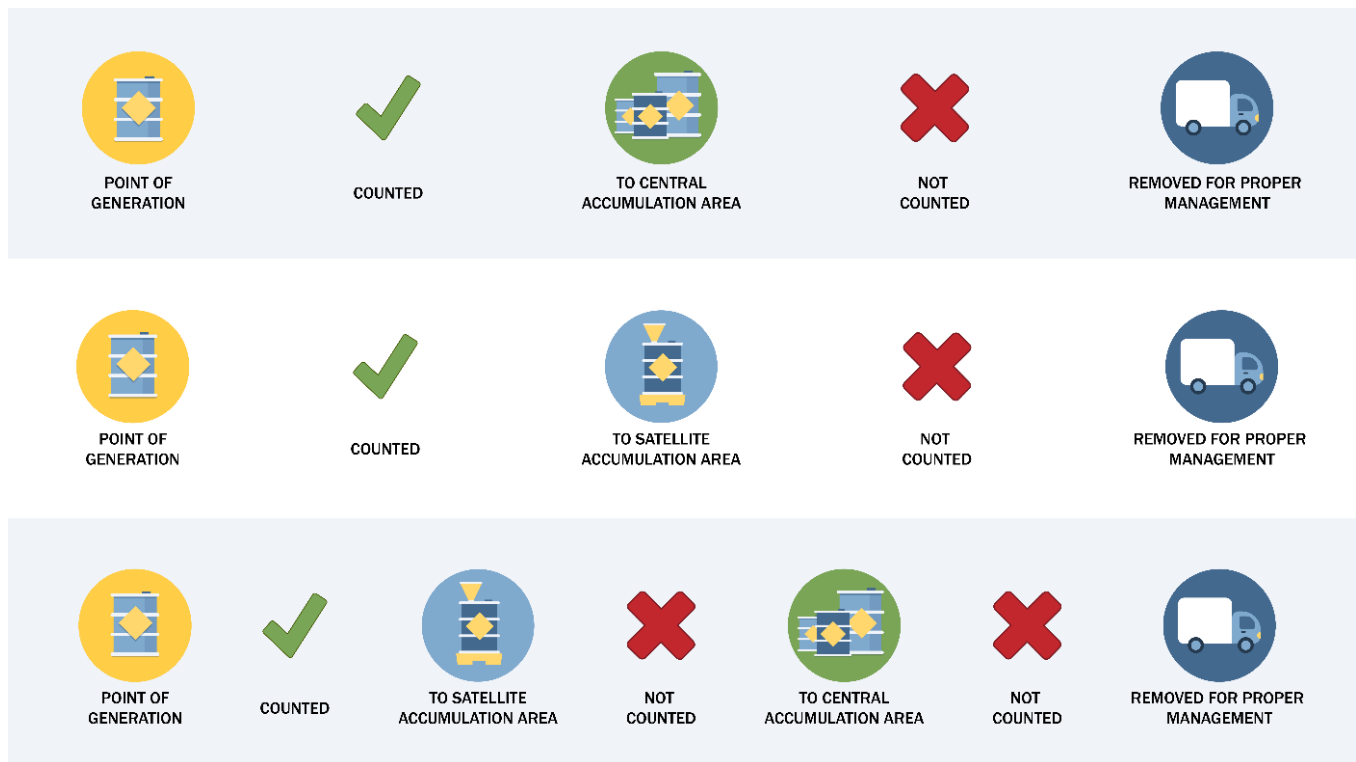 POINT OF
GENERATION
COUNTED
TO CENTRAL
ACCUMULATION AREA
NOT
COUNTED
REMOVED FOR PROPER
MANAGEMENT
POINT OF
GENERATION
COUNTED
TO SATELLITE
ACCUMULATION AREA
NOT
COUNTED
REMOVED FOR PROPER
MANAGEMENT
POINT OF
GENERATION
COUNTED
TO SATELLITE
ACCUMULATION AREA
NOT
COUNTED
TO CENTRAL
ACCUMULATION AREA
NOT
COUNTED
REMOVED FOR PROPER
MANAGEMENT